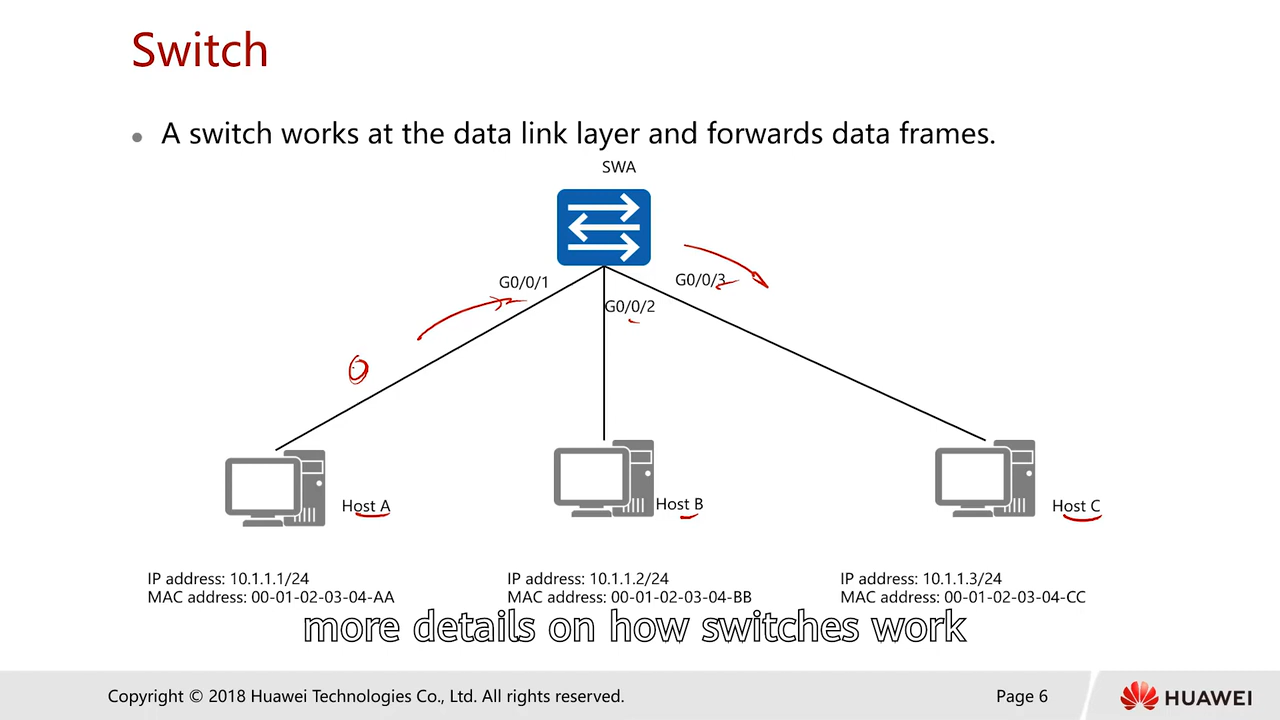 Switch
A switch works at the data link layer and forwards data frames.
SWA
G0/0/1
G0/0/2
G0/0/3
Host A
Host B
Host C
IP address: 10.1.1.1/24
MAC address: 00-01-02-03-04-AA
IP address: 10.1.1.2/24
MAC address: 00-01-02-03-04-BB
IP address: 10.1.1.3/24
MAC address: 00-01-02-03-04-CC
more details on how switches work
Copyright © 2018 Huawei Technologies Co., Ltd. All rights reserved.
Page 6
HUAWEI